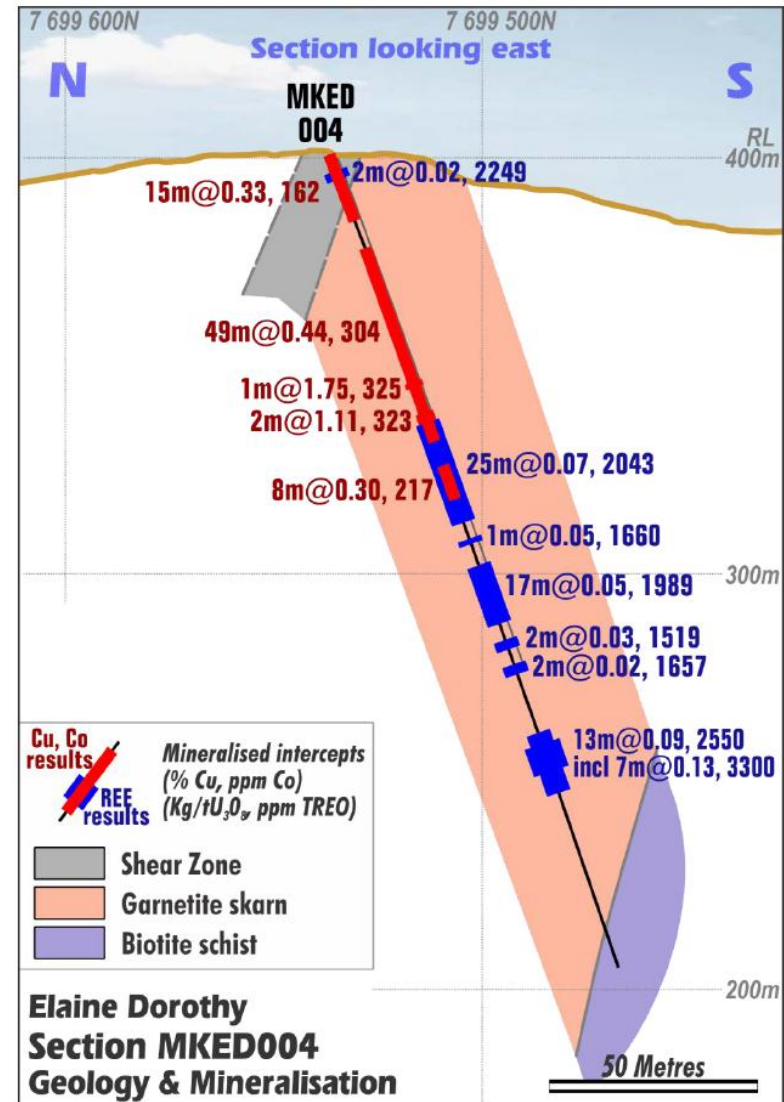 7 699 600N
7 699 500N
Section looking east
N
S
MKED
004
RL
400m
2m@0.02, 2249
15m@0.33, 162
49m@0.44, 304
1m@1.75, 325
2m@1.11, 323
25m@0.07, 2043
8m@0.30, 217
1m@0.05, 1660
300m
17m@0.05, 1989
2m@0.03, 1519
2m@0.02, 1657
13m@0.09, 2550
incl 7m@0.13, 3300
Cu, Co
results
REE
results
Mineralised intercepts
(% Cu, ppm Co)
(Kg/tU₃O₈, ppm TREO)
Shear Zone
Garnetite skarn
Biotite schist
200m
Elaine Dorothy
Section MKED004
Geology & Mineralisation
50 Metres